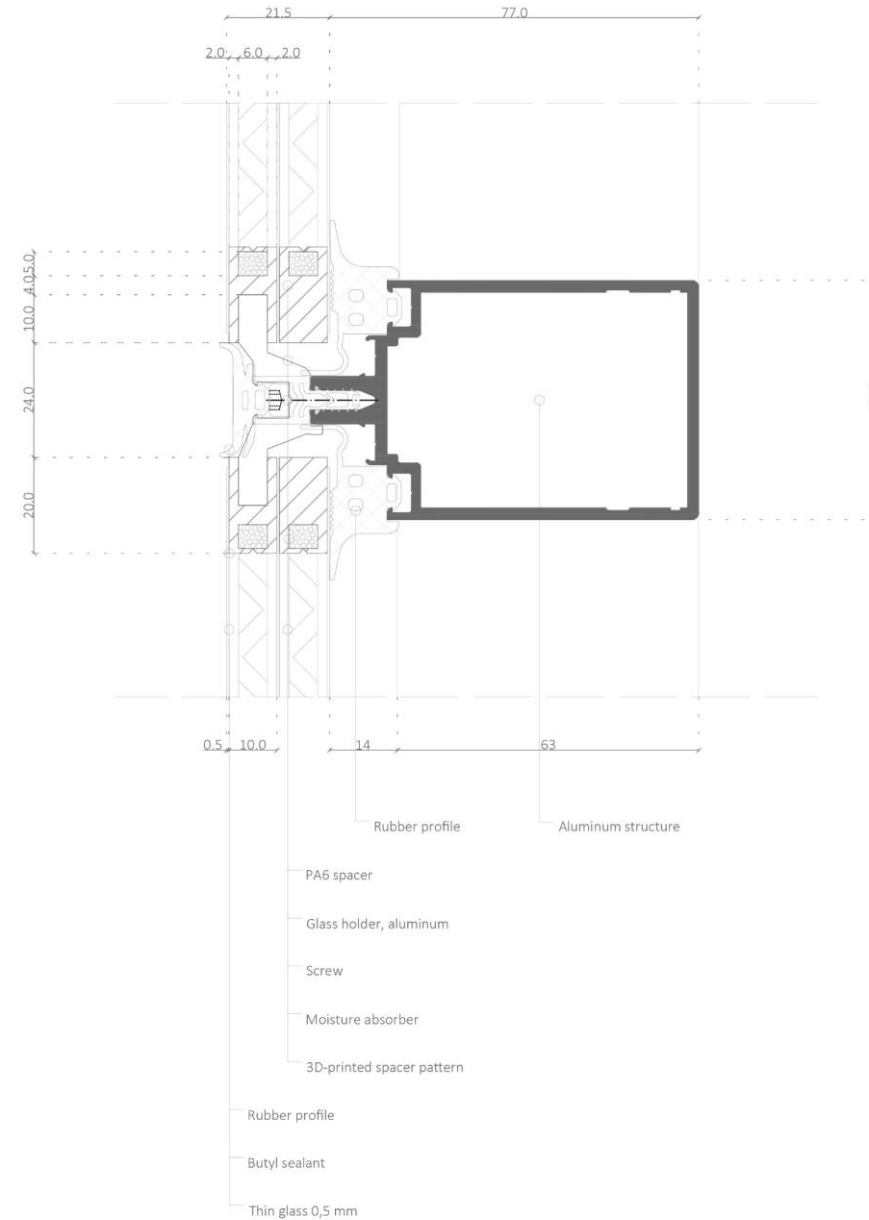 21.5 77.0
2.0 6.0 2.0
5.0
4.0
10.0
24.0
20.0
0.5 10.0 14 63
Rubber profile Aluminum structure
PA6 spacer
Glass holder, aluminum
Screw
Moisture absorber
3D-printed spacer pattern
Rubber profile
Butyl sealant
Thin glass 0,5 mm